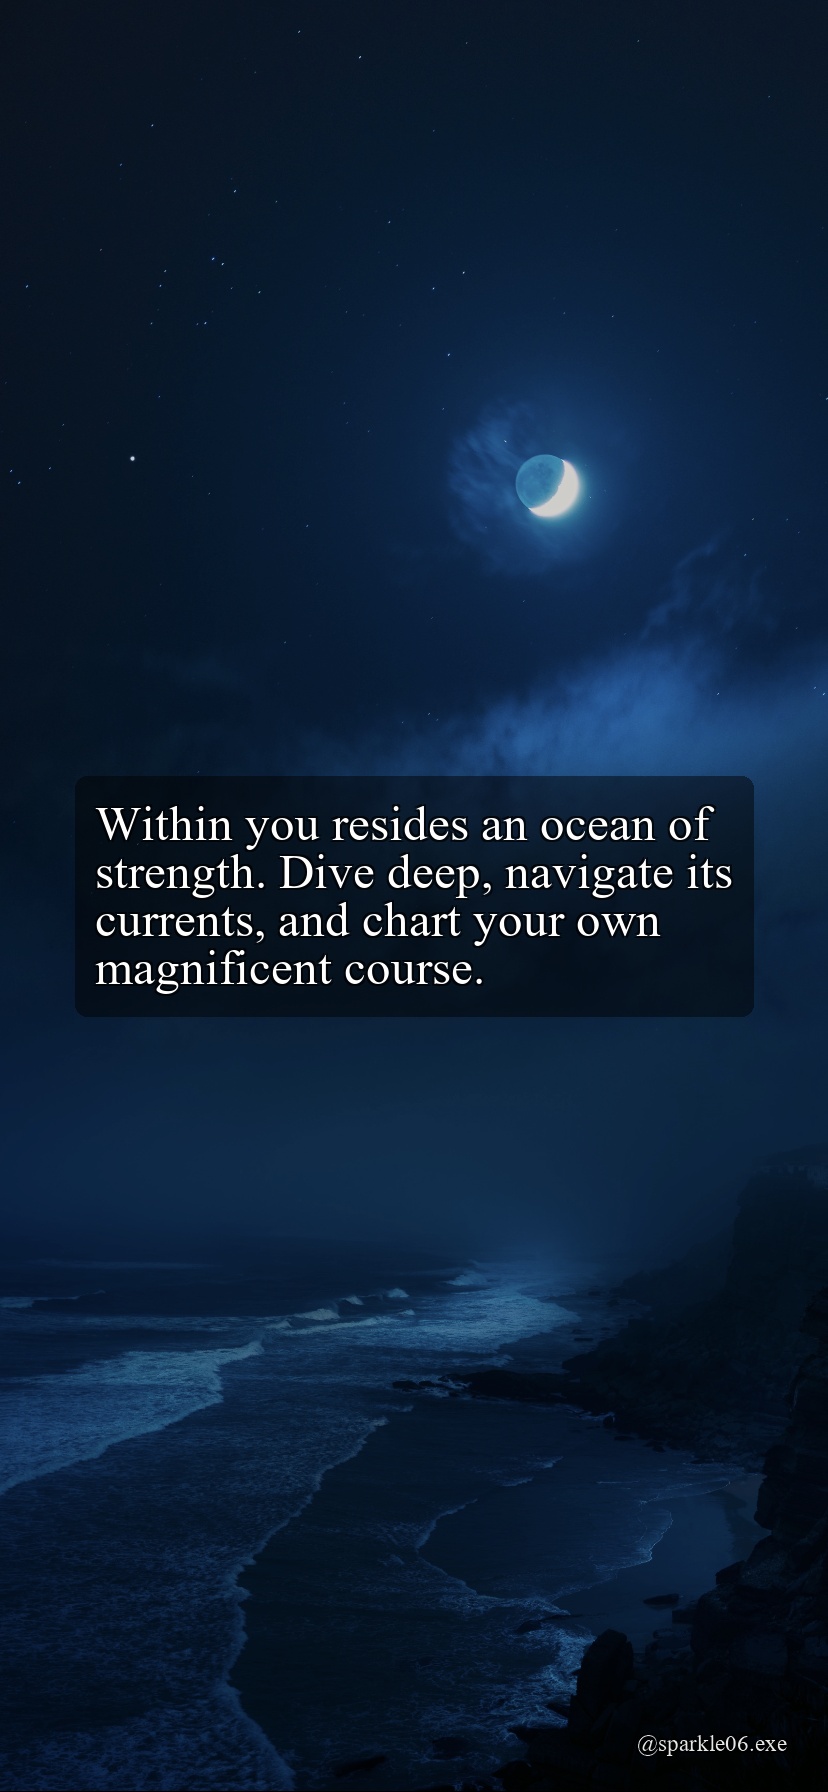 Within you resides an ocean of
strength. Dive deep, navigate its
currents, and chart your own
magnificent course.
@sparkle06.exe